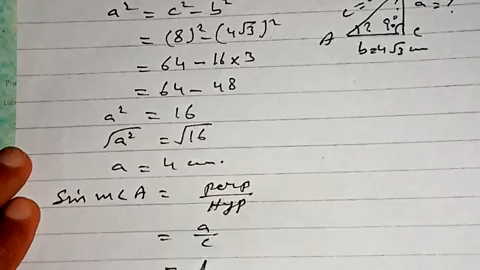 a² = c² - b²
= (8)² - (4√3)²
= 64 - 16×3
= 64 - 48
a² = 16
√a² = √16
a = 4 cm.
Sin m<A = perp/Hyp
= a/c
=
a = ?
A ? 90° C
b = 4√3 cm